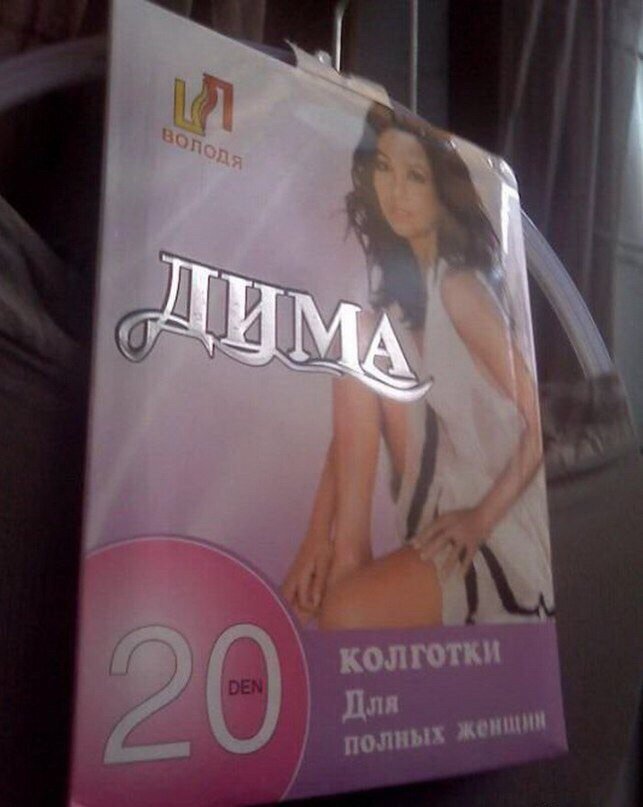 ВОЛОДЯ
ДИМА
20 DEN
КОЛГОТКИ
Для
полных женщин